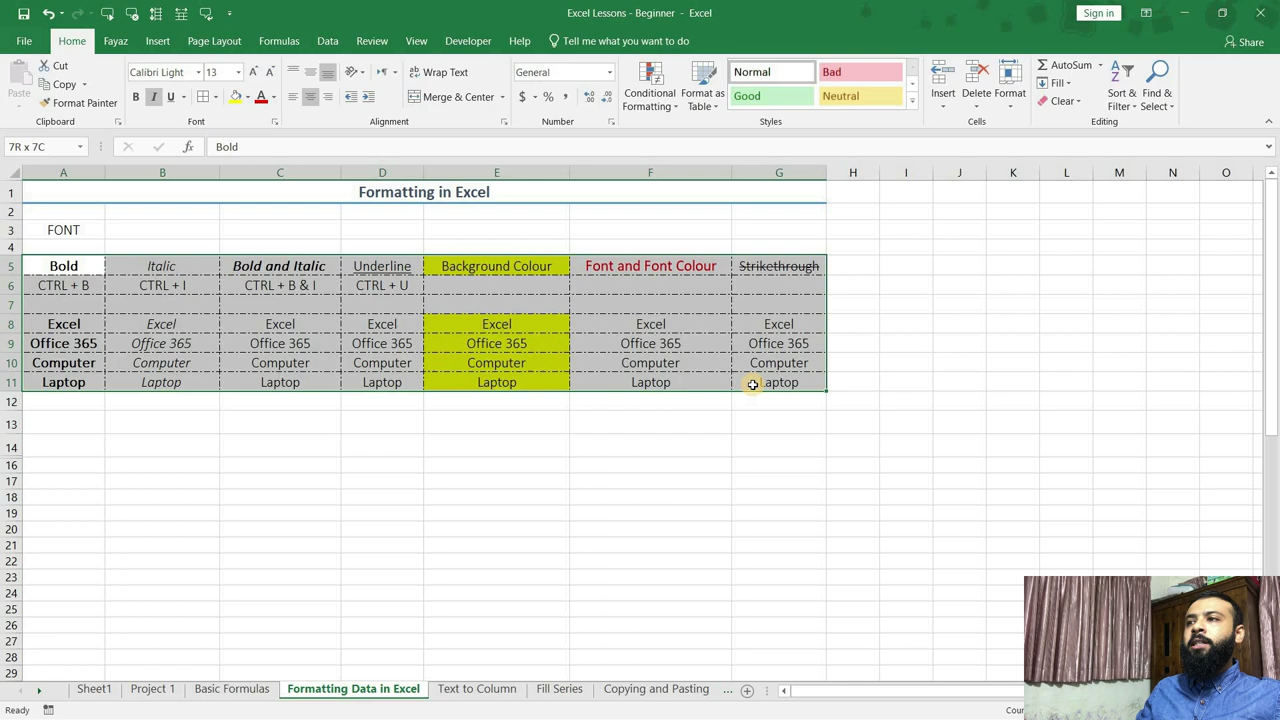 Excel Lessons - Beginner - Excel
Sign in
File Home Fayaz Insert Page Layout Formulas Data Review View Developer Help Tell me what you want to do Share
Paste
Cut
Copy
Format Painter
Clipboard
Calibri Light 13
B I U
Font
Wrap Text
Merge & Center
Alignment
General
$ % ,
Number
Conditional Formatting
Format as Table
Normal Bad
Good Neutral
Styles
Insert Delete Format
Cells
AutoSum
Fill
Clear
Sort & Filter
Find & Select
Editing
7R x 7C fx Bold
A B C D E F G H I J K L M N O
1 Formatting in Excel
2
3 FONT
4
5 Bold Italic Bold and Italic Underline Background Colour Font and Font Colour Strikethrough
6 CTRL + B CTRL + I CTRL + B & I CTRL + U
7
8 Excel Excel Excel Excel Excel Excel Excel
9 Office 365 Office 365 Office 365 Office 365 Office 365 Office 365 Office 365
10 Computer Computer Computer Computer Computer Computer Computer
11 Laptop Laptop Laptop Laptop Laptop Laptop Laptop
12
13
14
16
17
18
19
20
21
22
23
24
25
26
27
28
29
Sheet1 Project 1 Basic Formulas Formatting Data in Excel Text to Column Fill Series Copying and Pasting ...
Ready